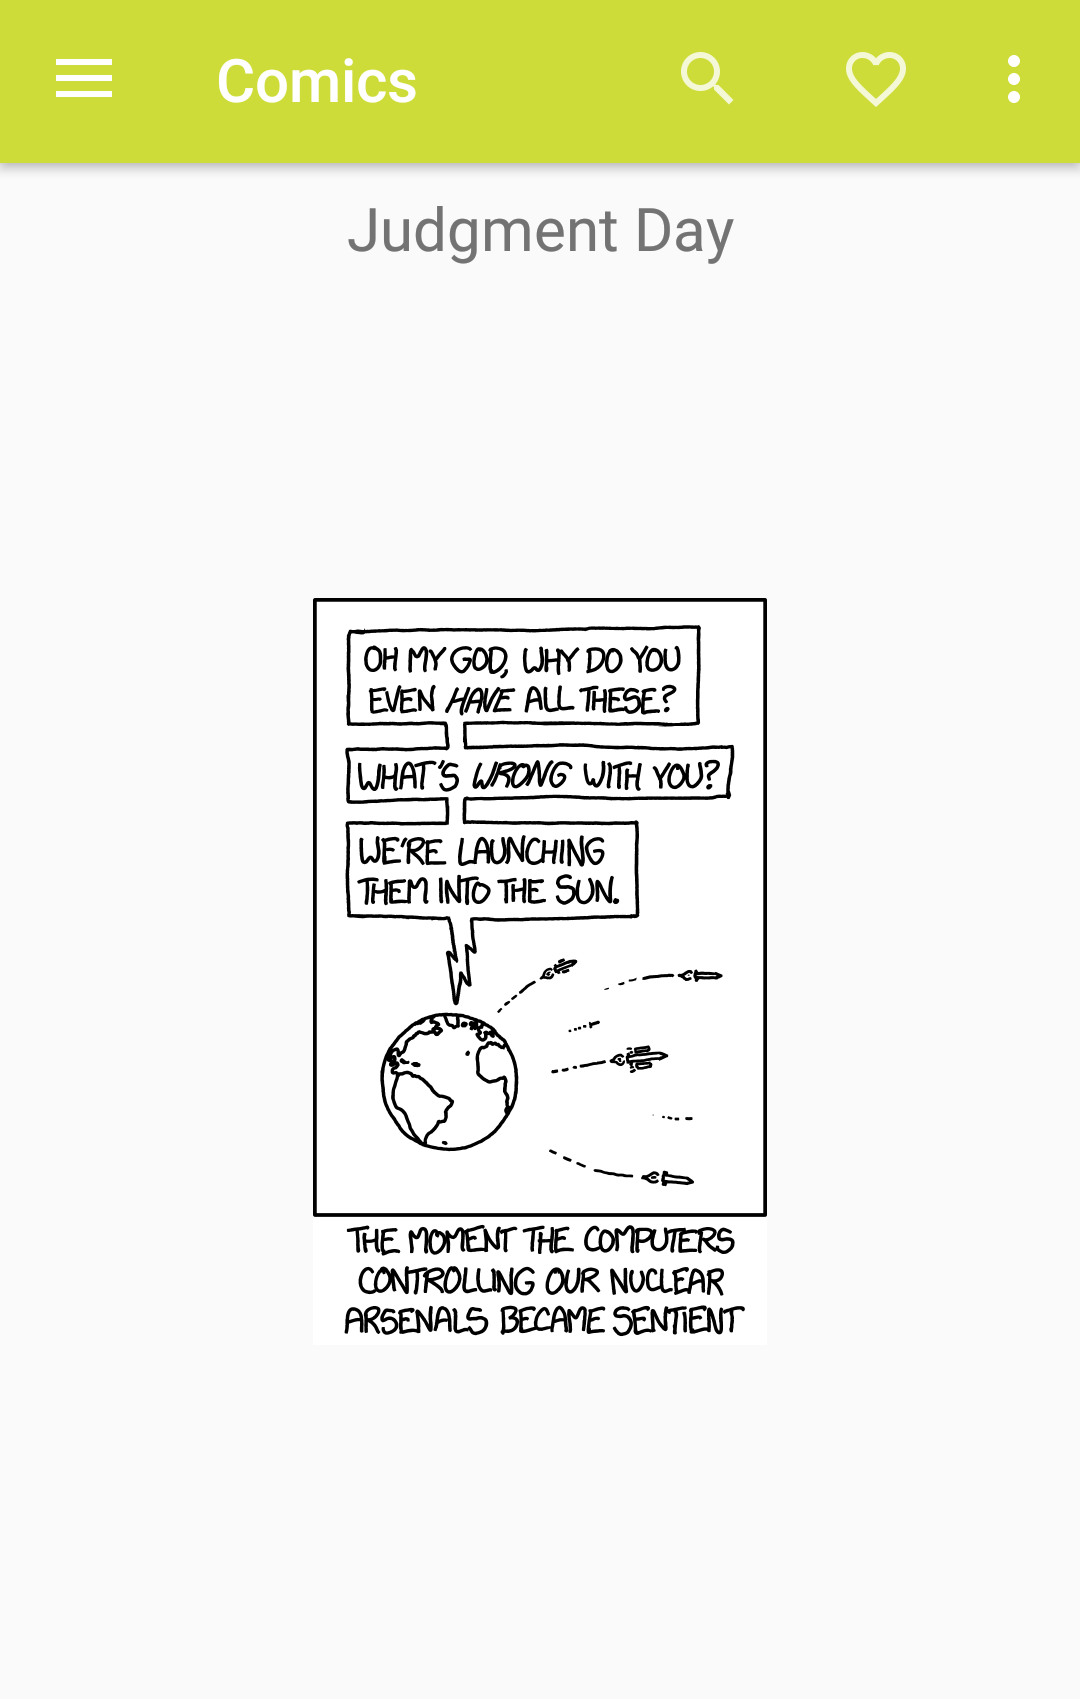 Comics
Judgment Day
OH MY GOD, WHY DO YOU
EVEN HAVE ALL THESE?
WHAT'S WRONG WITH YOU?
WE'RE LAUNCHING
THEM INTO THE SUN.
THE MOMENT THE COMPUTERS
CONTROLLING OUR NUCLEAR
ARSENALS BECAME SENTIENT